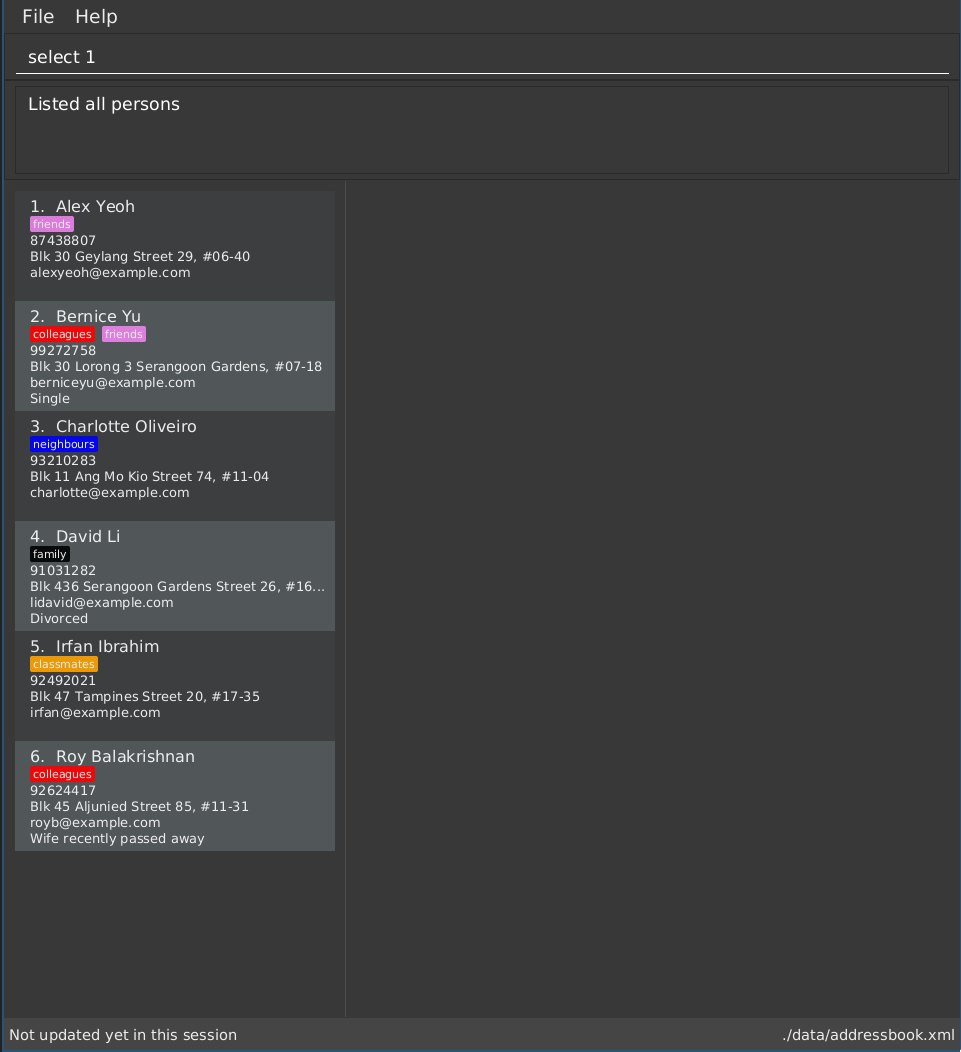 File Help
select 1
Listed all persons
1. Alex Yeoh
friends
87438807
Blk 30 Geylang Street 29, #06-40
alexyeoh@example.com
2. Bernice Yu
colleagues friends
99272758
Blk 30 Lorong 3 Serangoon Gardens, #07-18
berniceyu@example.com
Single
3. Charlotte Oliveiro
neighbours
93210283
Blk 11 Ang Mo Kio Street 74, #11-04
charlotte@example.com
4. David Li
family
91031282
Blk 436 Serangoon Gardens Street 26, #16...
lidavid@example.com
Divorced
5. Irfan Ibrahim
classmates
92492021
Blk 47 Tampines Street 20, #17-35
irfan@example.com
6. Roy Balakrishnan
colleagues
92624417
Blk 45 Aljunied Street 85, #11-31
royb@example.com
Wife recently passed away
Not updated yet in this session ./data/addressbook.xml